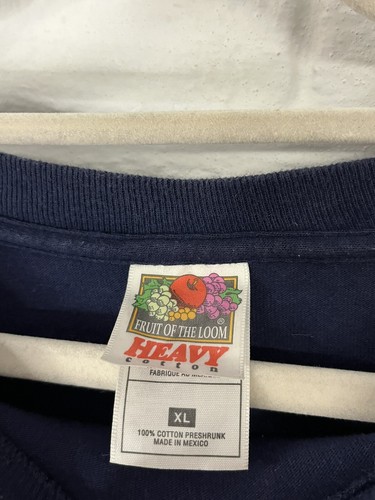 FRUIT OF THE LOOM
®
HEAVY
cotton
XL
100% COTTON PRESHRUNK
MADE IN MEXICO